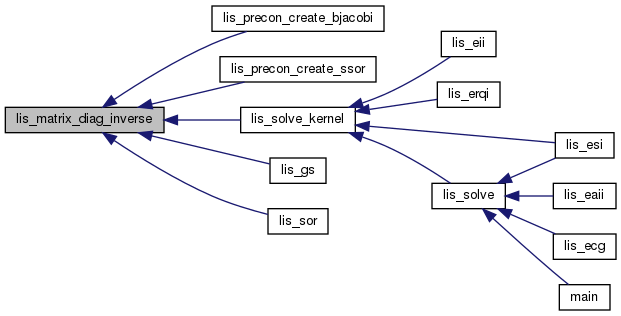 lis_precon_create_bjacobi
lis_eii
lis_precon_create_ssor
lis_erqi
lis_matrix_diag_inverse
lis_solve_kernel
lis_esi
lis_gs
lis_solve
lis_eaii
lis_sor
lis_ecg
main